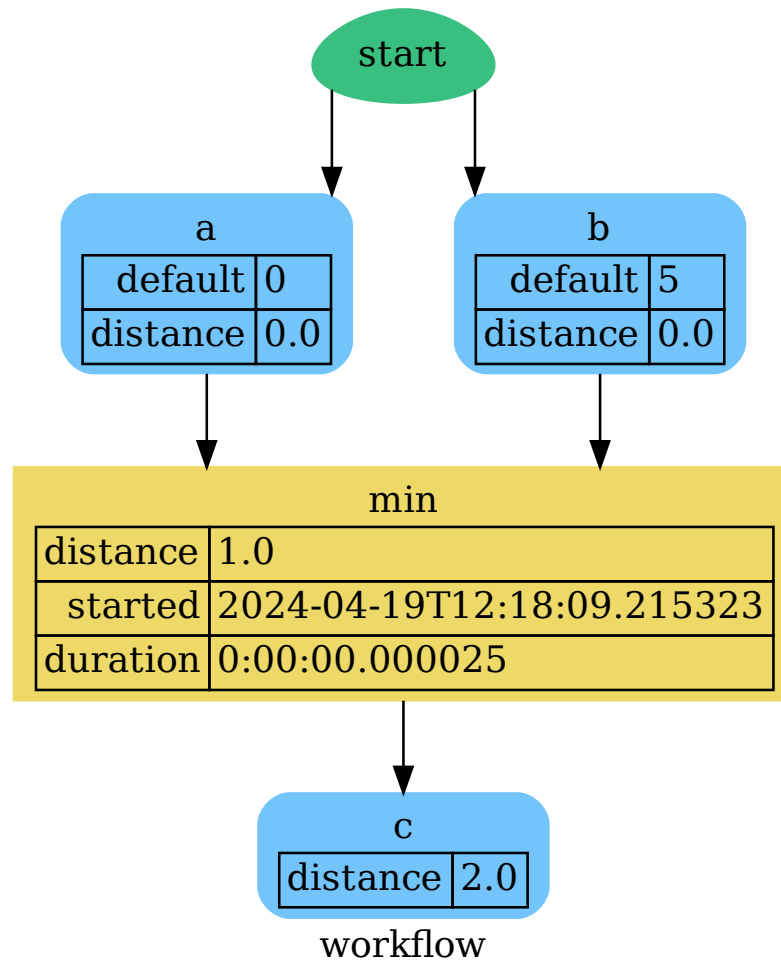 start
a
default 0
distance 0.0
b
default 5
distance 0.0
min
distance 1.0
started 2024-04-19T12:18:09.215323
duration 0:00:00.000025
c
distance 2.0
workflow